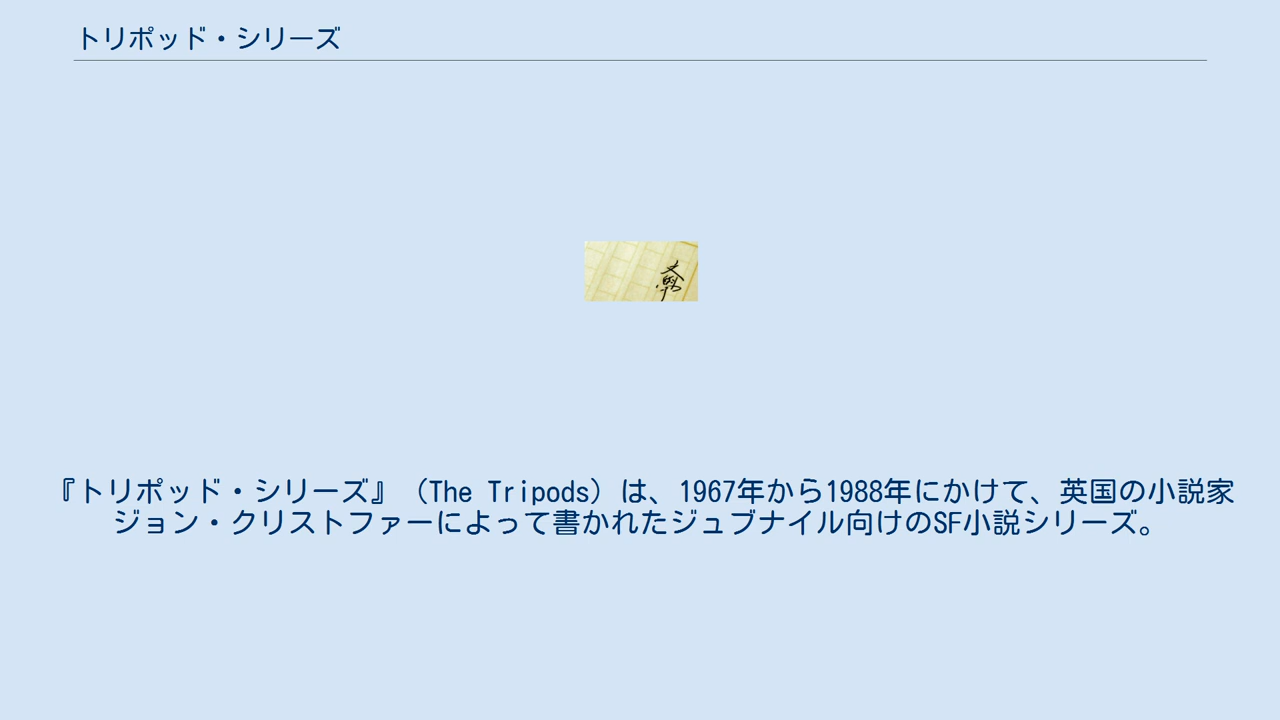 トリポッド・シリーズ
『トリポッド・シリーズ』（The Tripods）は、1967年から1988年にかけて、英国の小説家
ジョン・クリストファーによって書かれたジュブナイル向けのSF小説シリーズ。